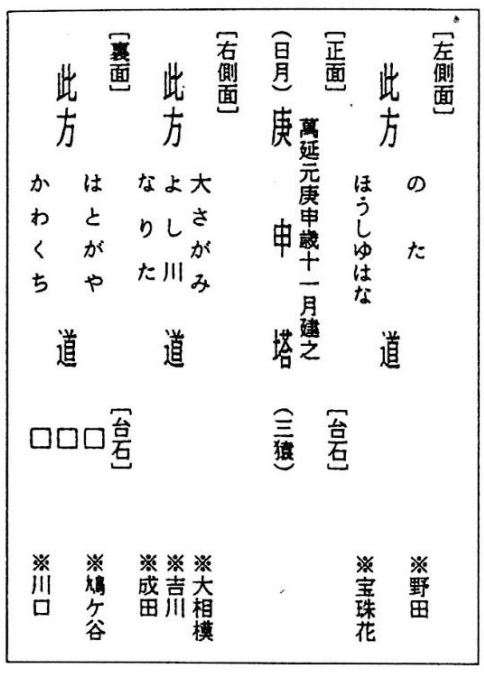 ［左側面］
のた ※野田
此方 道
ほうしゆはな ※宝珠花
［正面］ ［台石］
萬延元庚申歳十一月建之
（日月）庚申塔（三猿）
［右側面］
大さがみ ※大相模
此方 よし川 道 ※吉川
なりた ※成田
［裏面］ ［台石］
はとがや □ ※鳩ケ谷
此方 道 □
かわくち □ ※川口